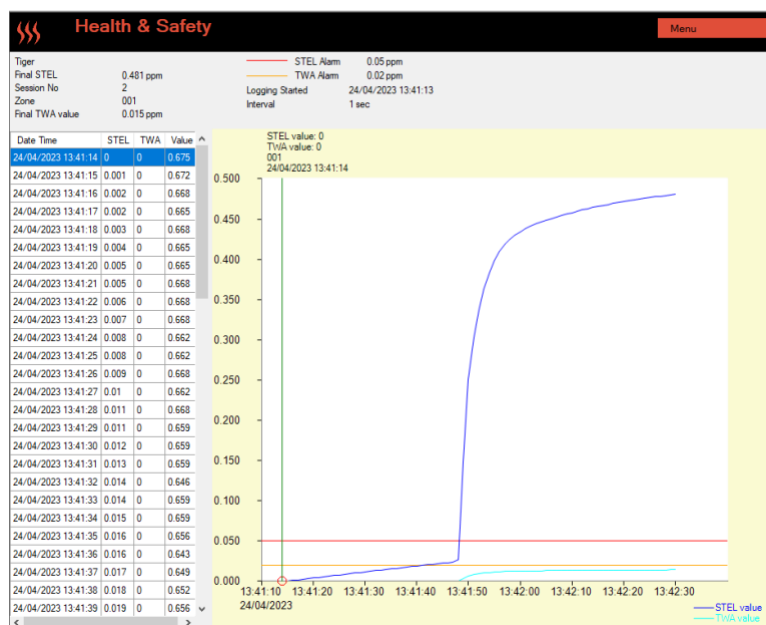 Health & Safety
Menu
Tiger
Final STEL 0.481 ppm
Session No 2
Zone 001
Final TWA value 0.015 ppm
STEL Alarm 0.05 ppm
TWA Alarm 0.02 ppm
Logging Started 24/04/2023 13:41:13
Interval 1 sec
Date Time STEL TWA Value
24/04/2023 13:41:14 0 0 0.675
24/04/2023 13:41:15 0.001 0 0.672
24/04/2023 13:41:16 0.002 0 0.668
24/04/2023 13:41:17 0.002 0 0.665
24/04/2023 13:41:18 0.003 0 0.668
24/04/2023 13:41:19 0.004 0 0.665
24/04/2023 13:41:20 0.005 0 0.665
24/04/2023 13:41:21 0.005 0 0.668
24/04/2023 13:41:22 0.006 0 0.668
24/04/2023 13:41:23 0.007 0 0.668
24/04/2023 13:41:24 0.008 0 0.662
24/04/2023 13:41:25 0.008 0 0.662
24/04/2023 13:41:26 0.009 0 0.668
24/04/2023 13:41:27 0.01 0 0.662
24/04/2023 13:41:28 0.011 0 0.668
24/04/2023 13:41:29 0.011 0 0.659
24/04/2023 13:41:30 0.012 0 0.659
24/04/2023 13:41:31 0.013 0 0.659
24/04/2023 13:41:32 0.014 0 0.646
24/04/2023 13:41:33 0.014 0 0.659
24/04/2023 13:41:34 0.015 0 0.659
24/04/2023 13:41:35 0.016 0 0.656
24/04/2023 13:41:36 0.016 0 0.643
24/04/2023 13:41:37 0.017 0 0.649
24/04/2023 13:41:38 0.018 0 0.652
24/04/2023 13:41:39 0.019 0 0.656
STEL value: 0
TWA value: 0
001
24/04/2023 13:41:14
0.500
0.450
0.400
0.350
0.300
0.250
0.200
0.150
0.100
0.050
0.000
13:41:10 13:41:20 13:41:30 13:41:40 13:41:50 13:42:00 13:42:10 13:42:20 13:42:30
24/04/2023
STEL value
TWA value